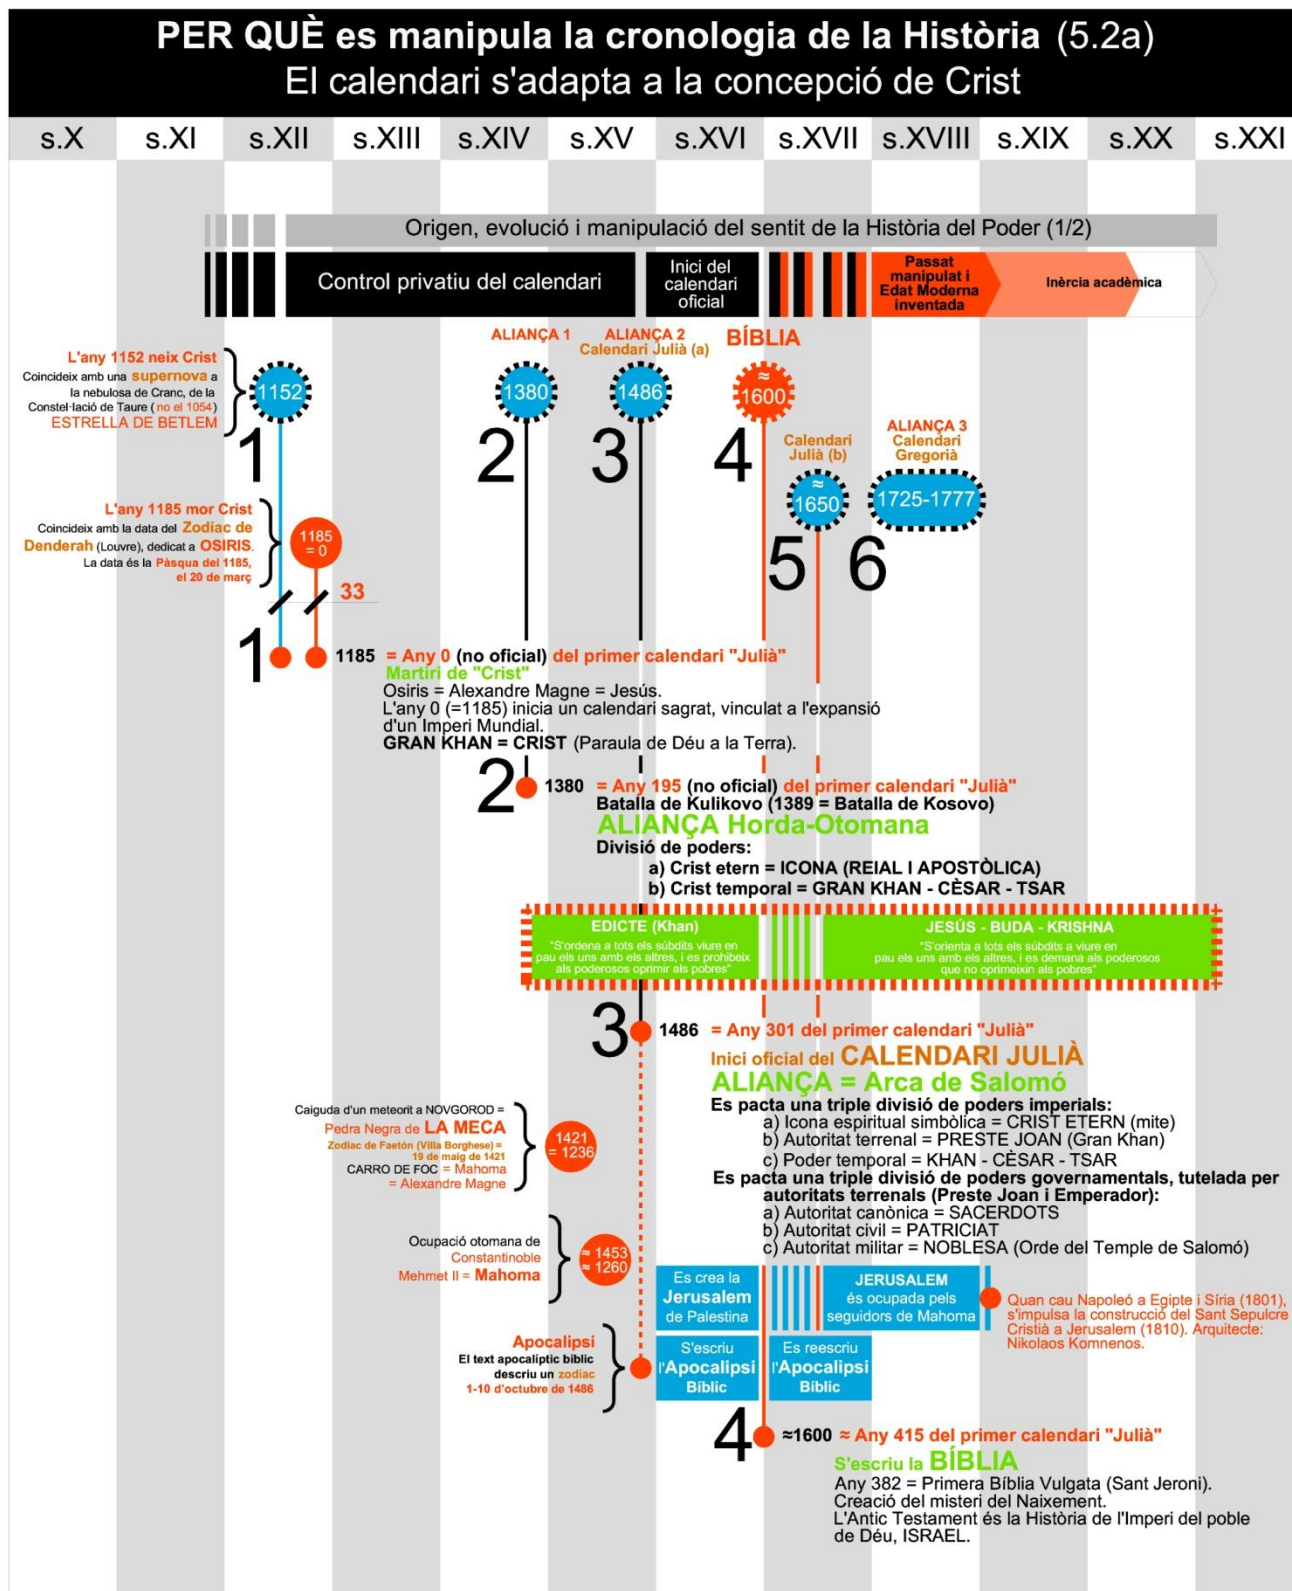 PER QUÈ es manipula la cronologia de la Història (5.2a)
El calendari s'adapta a la concepció de Crist
s.X s.XI s.XII s.XIII s.XIV s.XV s.XVI s.XVII s.XVIII s.XIX s.XX s.XXI
Origen, evolució i manipulació del sentit de la Història del Poder (1/2)
Control privatiu del calendari
Inici del
calendari
oficial
Passat
manipulat i
Edat Moderna
inventada
Inèrcia acadèmica
L'any 1152 neix Crist
Coincideix amb una supernova a
la nebulosa de Cranc, de la
Constel·lació de Taure ( no el 1054)
ESTRELLA DE BETLEM
1152
1
ALIANÇA 1
1380
2
ALIANÇA 2
Calendari Julià (a)
1486
3
BÍBLIA
≈
1600
4
Calendari
Julià (b)
≈
1650
5
ALIANÇA 3
Calendari
Gregorià
1725-1777
6
L'any 1185 mor Crist
Coincideix amb la data del Zodíac de
Denderah (Louvre), dedicat a OSIRIS.
La data és la Pàsqua del 1185,
el 20 de març
1185
= 0
33
1
1185 = Any 0 (no oficial) del primer calendari "Julià"
Martiri de "Crist"
Osiris = Alexandre Magne = Jesús.
L'any 0 (=1185) inicia un calendari sagrat, vinculat a l'expansió
d'un Imperi Mundial.
GRAN KHAN = CRIST (Paraula de Déu a la Terra).
2
1380 = Any 195 (no oficial) del primer calendari "Julià"
Batalla de Kulikovo (1389 = Batalla de Kosovo)
ALIANÇA Horda-Otomana
Divisió de poders:
a) Crist etern = ICONA (REIAL I APOSTÒLICA)
b) Crist temporal = GRAN KHAN - CÈSAR - TSAR
EDICTE (Khan)
"S'ordena a tots els súbdits viure en
pau els uns amb els altres, i es prohibeix
als poderosos oprimir als pobres"
JESÚS - BUDA - KRISHNA
"S'orienta a tots els súbdits a viure en
pau els uns amb els altres, i es demana als poderosos
que no oprimeixin als pobres"
3
1486 = Any 301 del primer calendari "Julià"
Inici oficial del CALENDARI JULIÀ
ALIANÇA = Arca de Salomó
Es pacta una triple divisió de poders imperials:
a) Icona espiritual simbòlica = CRIST ETERN (mite)
b) Autoritat terrenal = PRESTE JOAN (Gran Khan)
c) Poder temporal = KHAN - CÈSAR - TSAR
Es pacta una triple divisió de poders governamentals, tutelada per
autoritats terrenals (Preste Joan i Emperador):
a) Autoritat canònica = SACERDOTS
b) Autoritat civil = PATRICIAT
c) Autoritat militar = NOBLESA (Orde del Temple de Salomó)
Caiguda d'un meteorit a NOVGOROD =
Pedra Negra de LA MECA
Zodíac de Faetón (Villa Borghese) =
19 de maig de 1421
CARRO DE FOC = Mahoma
= Alexandre Magne
1421
= 1236
Ocupació otomana de
Constantinoble
Mehmet II = Mahoma
≈ 1453
≈ 1260
Es crea la
Jerusalem
de Palestina
JERUSALEM
és ocupada pels
seguidors de Mahoma
Quan cau Napoleó a Egipte i Síria (1801),
s'impulsa la construcció del Sant Sepulcre
Cristià a Jerusalem (1810). Arquitecte:
Nikolaos Komnenos.
Apocalipsi
El text apocalíptic bíblic
descriu un zodíac
1-10 d'octubre de 1486
S'escriu
l'Apocalipsi
Bíblic
Es reescriu
l'Apocalipsi
Bíblic
4
≈1600 ≈ Any 415 del primer calendari "Julià"
S'escriu la BÍBLIA
Any 382 = Primera Bíblia Vulgata (Sant Jeroni).
Creació del misteri del Naixement.
L'Antic Testament és la Història de l'Imperi del poble
de Déu, ISRAEL.